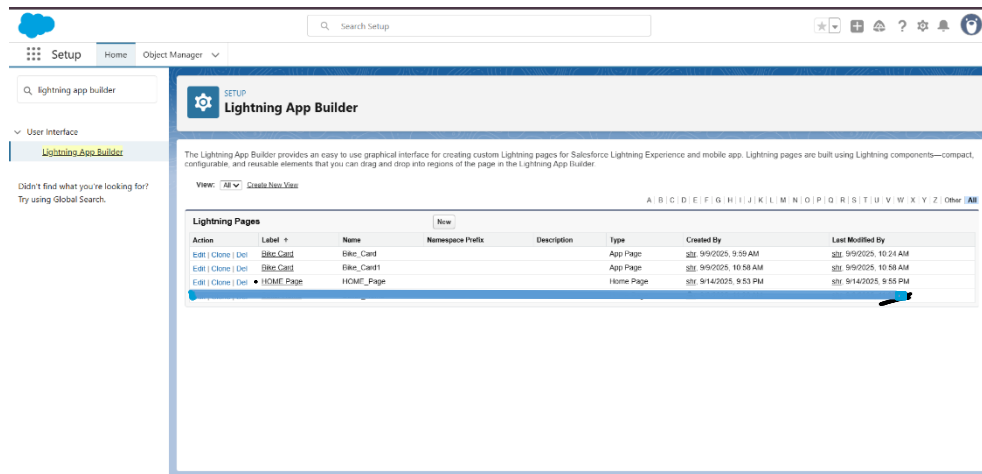 Search Setup
Setup
Home
Object Manager
lightning app builder
User Interface
Lightning App Builder
Didn't find what you're looking for?
Try using Global Search.
SETUP
Lightning App Builder
The Lightning App Builder provides an easy to use graphical interface for creating custom Lightning pages for Salesforce Lightning Experience and mobile app. Lightning pages are built using Lightning components—compact,
configurable, and reusable elements that you can drag and drop into regions of the page in the Lightning App Builder.
View: All Create New View
A | B | C | D | E | F | G | H | I | J | K | L | M | N | O | P | Q | R | S | T | U | V | W | X | Y | Z | Other | All
Lightning Pages New
Action Label ↑ Name Namespace Prefix Description Type Created By Last Modified By
Edit | Clone | Del Bike Card Bike_Card App Page shr, 9/9/2025, 9:59 AM shr, 9/9/2025, 10:24 AM
Edit | Clone | Del Bike Card Bike_Card1 App Page shr, 9/9/2025, 10:58 AM shr, 9/9/2025, 10:58 AM
Edit | Clone | Del HOME Page HOME_Page Home Page shr, 9/14/2025, 9:53 PM shr, 9/14/2025, 9:55 PM